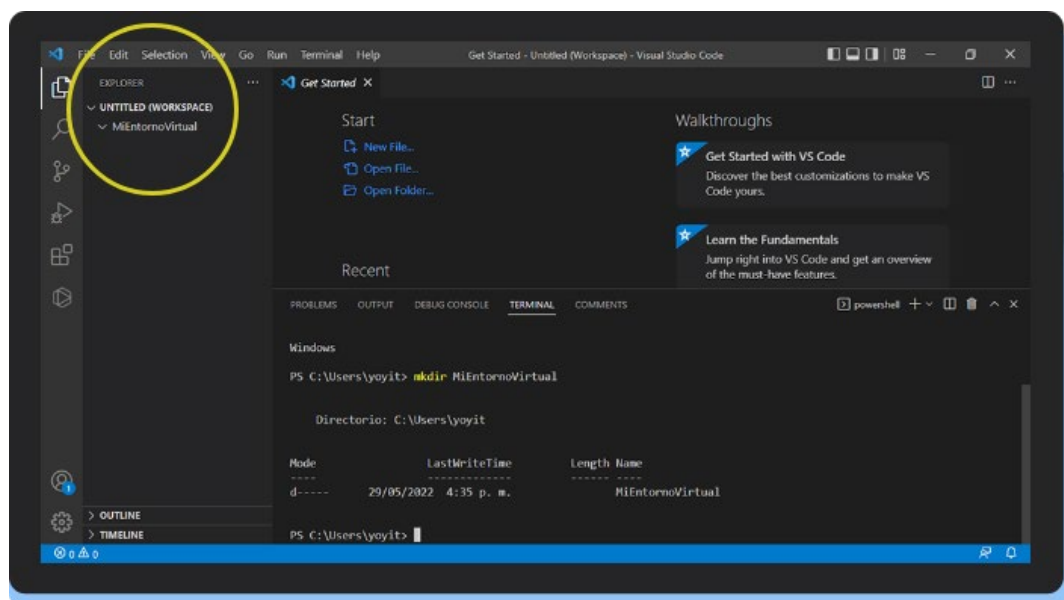 File Edit Selection View Go Run Terminal Help
Get Started - Untitled (Workspace) - Visual Studio Code
EXPLORER
UNTITLED (WORKSPACE)
MiEntornoVirtual
OUTLINE
TIMELINE
Get Started
Start
New File...
Open File...
Open Folder...
Recent
Walkthroughs
Get Started with VS Code
Discover the best customizations to make VS
Code yours.
Learn the Fundamentals
Jump right into VS Code and get an overview
of the must-have features.
PROBLEMS OUTPUT DEBUG CONSOLE TERMINAL COMMENTS
powershell
Windows
PS C:\Users\yoyit> mkdir MiEntornoVirtual
Directorio: C:\Users\yoyit
Mode LastWriteTime Length Name
---- ------------- ------ ----
d----- 29/05/2022 4:35 p. m. MiEntornoVirtual
PS C:\Users\yoyit>
1
0 0